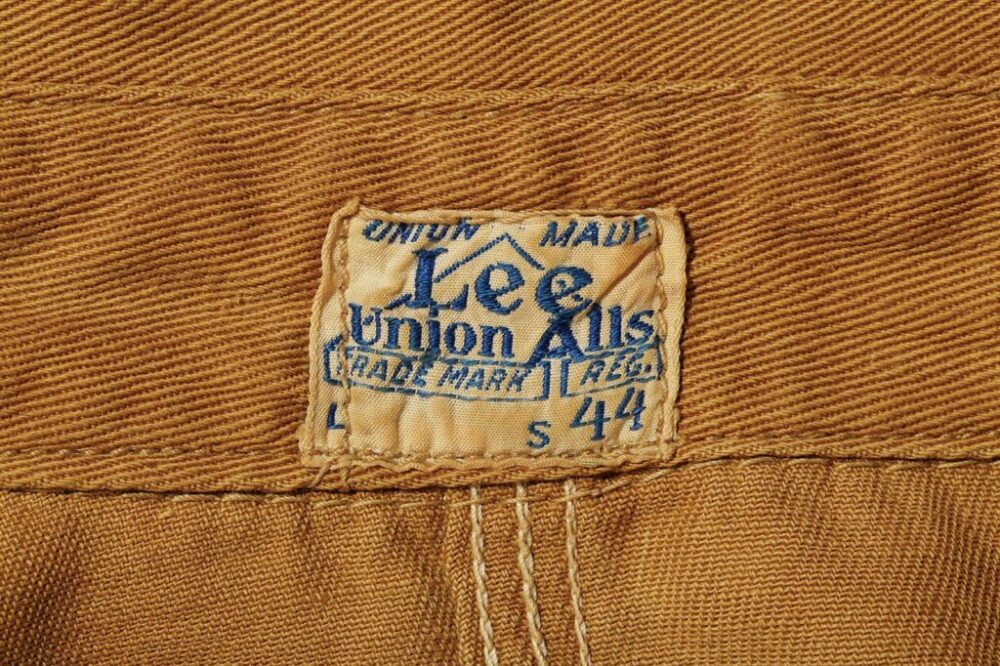 UNION MADE
Lee
Union Alls
TRADE MARK REG.
L S 44